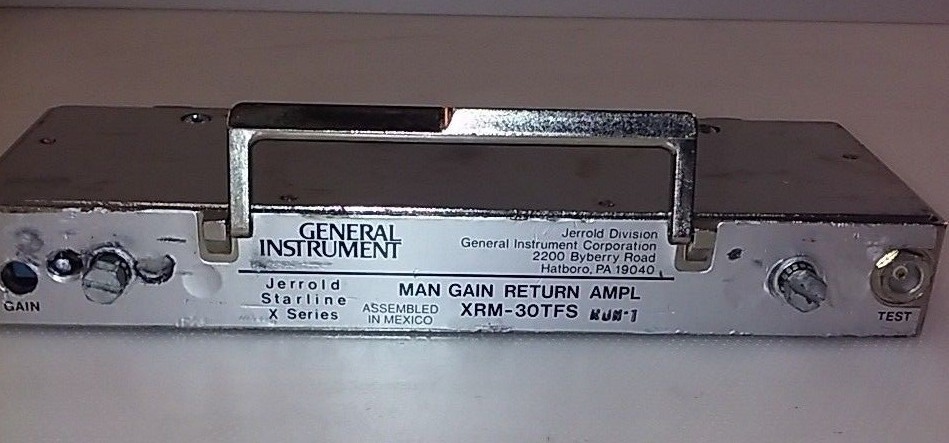 GENERAL
INSTRUMENT
Jerrold Division
General Instrument Corporation
2200 Byberry Road
Hatboro, PA 19040
Jerrold
Starline
X Series
ASSEMBLED
IN MEXICO
MAN GAIN RETURN AMPL
XRM-30TFS
GAIN
TEST